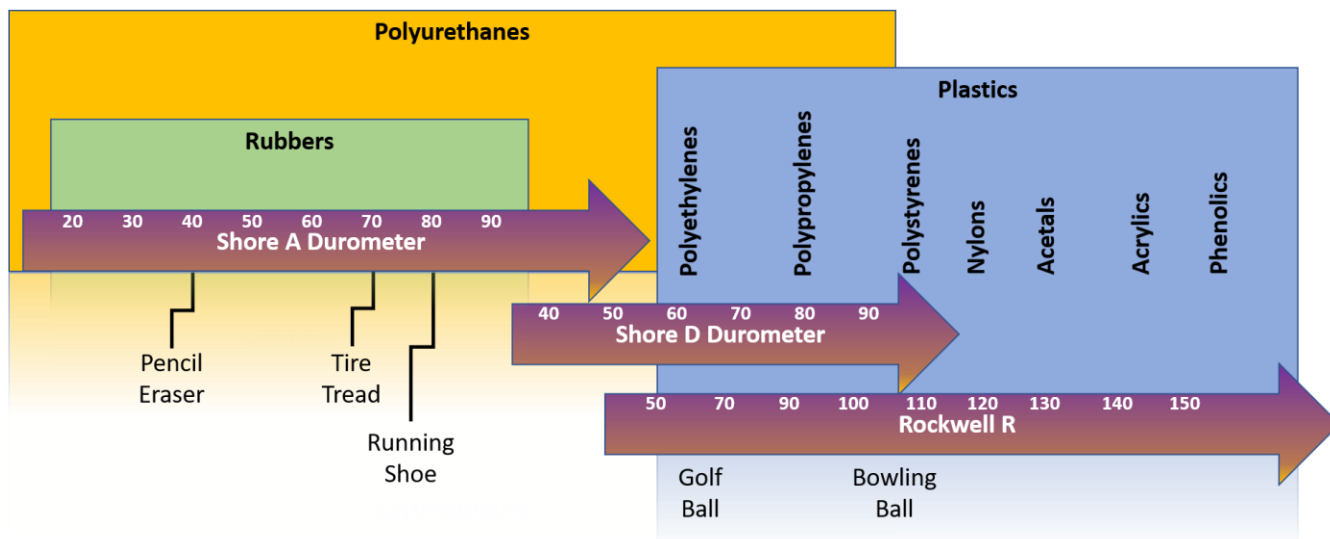 Polyurethanes
Plastics
Rubbers
Polyethylenes
Polypropylenes
Polystyrenes
Nylons
Acetals
Acrylics
Phenolics
20 30 40 50 60 70 80 90
Shore A Durometer
40 50 60 70 80 90
Shore D Durometer
Pencil
Eraser
Tire
Tread
50 70 90 100 110 120 130 140 150
Rockwell R
Running
Shoe
Golf
Ball
Bowling
Ball